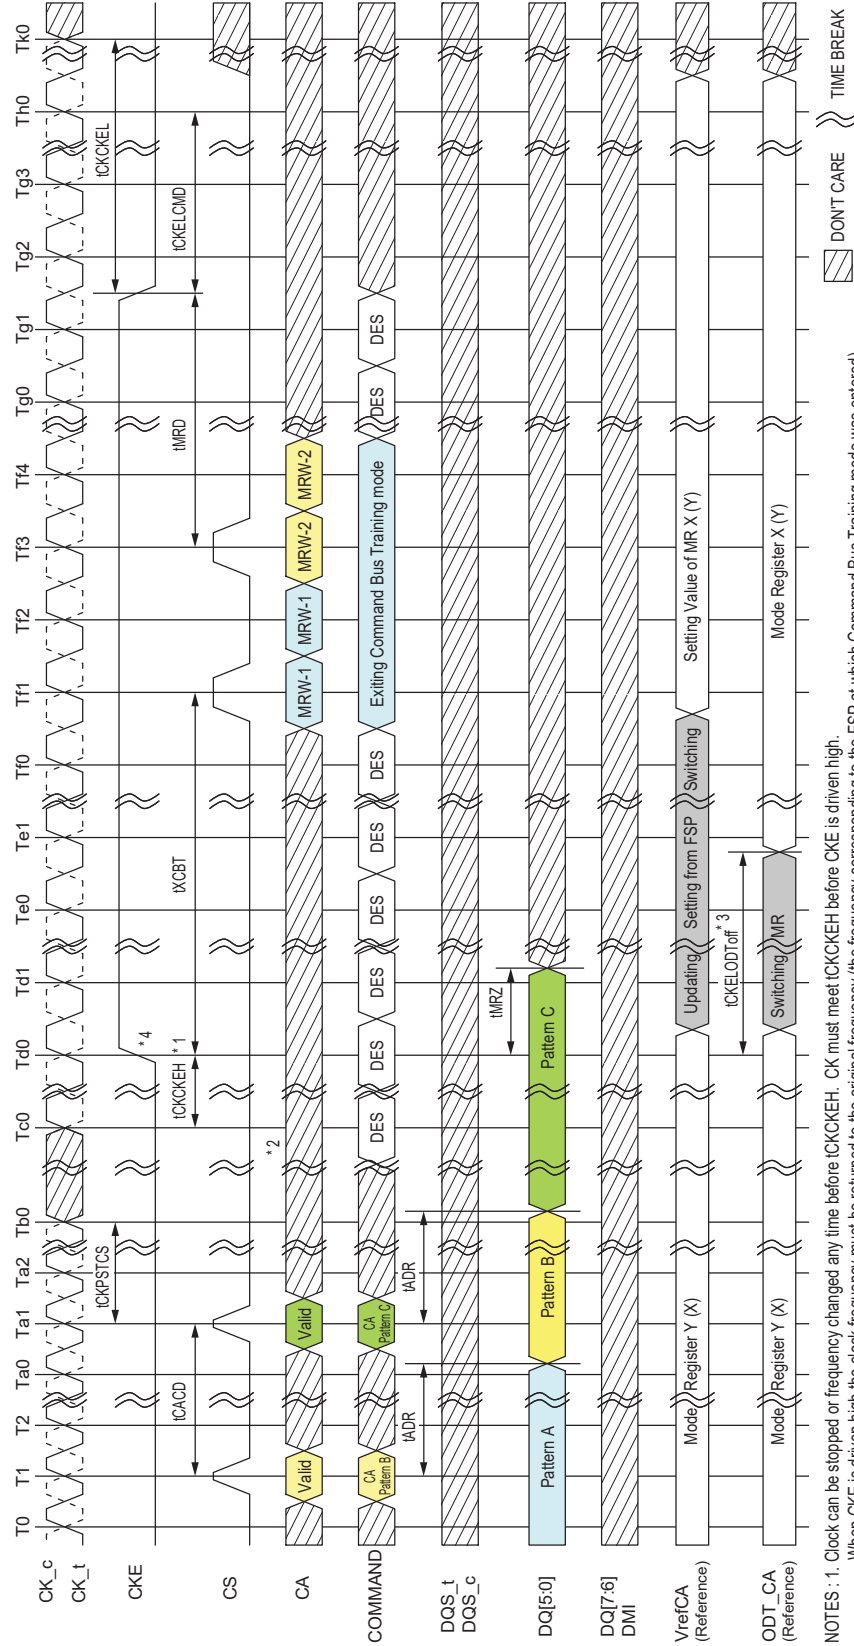 T0 T1 T2 Ta0 Ta1 Ta2 Tb0 Tc0 Td0 Td1 Te0 Te1 Tf0 Tf1 Tf2 Tf3 Tf4 Tg0 Tg1 Tg2 Tg3 Th0 Tk0
CK_c
CK_t
tCKPSTCS
tCKCKEL
CKE
* 4
tCACD
tCKCKEH * 1
tXCBT
tMRD
tCKELCMD
CS
* 2
CA
Valid Valid MRW-1 MRW-1 MRW-2 MRW-2
COMMAND
CA Pattern B
CA Pattern C
DES DES DES DES DES DES
Exiting Command Bus Training mode
DES DES
tADR tADR
DQS_t
DQS_c
tMRZ
DQ[5:0]
Pattern A Pattern B Pattern C
DQ[7:6]
DMI
VrefCA
(Reference)
Mode Register Y (X)
Updating Setting from FSP Switching
Setting Value of MR X (Y)
tCKELODToff * 3
ODT_CA
(Reference)
Mode Register Y (X)
Switching MR
Mode Register X (Y)
DON'T CARE
TIME BREAK
NOTES : 1. Clock can be stopped or frequency changed any time before tCKCKEH. CK must meet tCKCKEH before CKE is driven high.
When CKE is driven high the clock frequency must be returned to the original frequency (the frequency corresponding to the FSP at which Command Bus Training mode was entered)